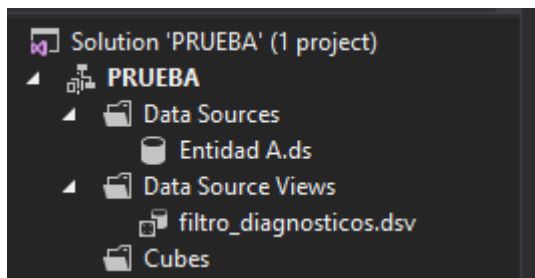 Solution 'PRUEBA' (1 project)
PRUEBA
Data Sources
Entidad A.ds
Data Source Views
filtro_diagnosticos.dsv
Cubes